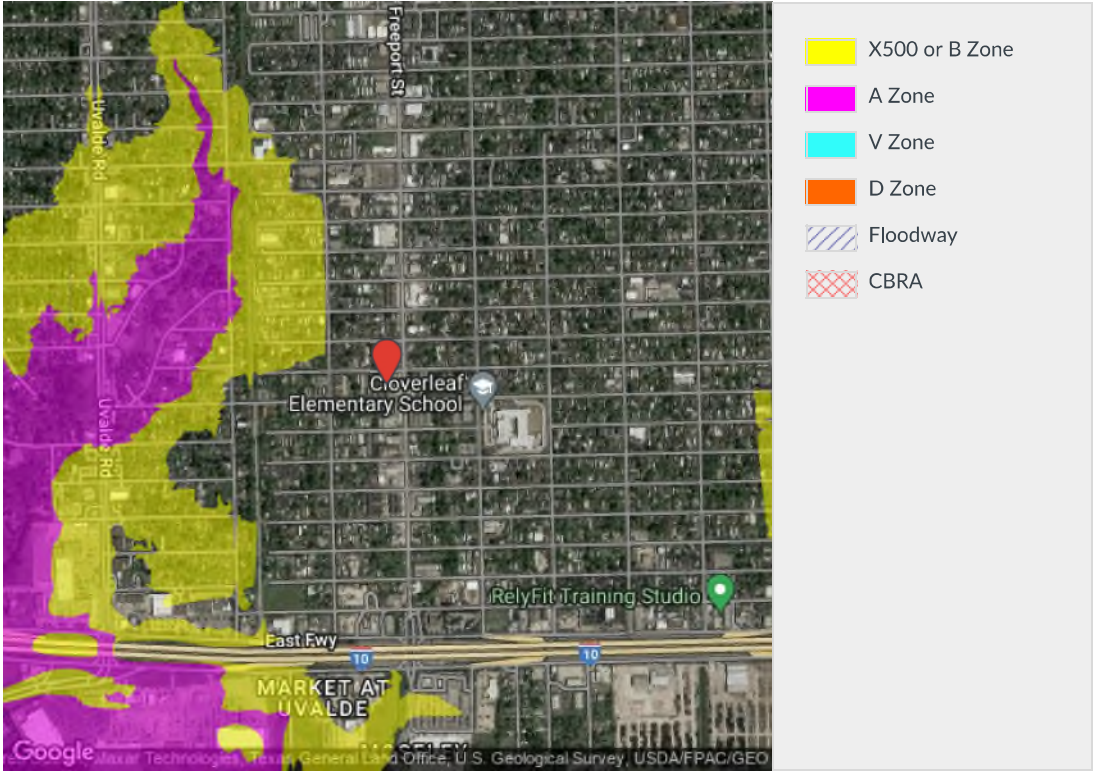 Freeport St
Uvalde Rd
Cloverleaf
Elementary School
Uvalde Rd
RelyFit Training Studio
East Fwy
10
10
MARKET AT
UVALDE
Google
Maxar Technologies, Texas General Land Office, U.S. Geological Survey, USDA/FPAC/GEO
X500 or B Zone
A Zone
V Zone
D Zone
Floodway
CBRA